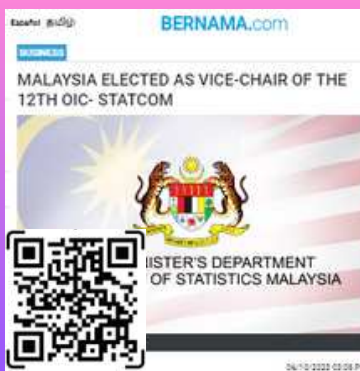 Español தமிழ்
BERNAMA.com
BUSINESS
MALAYSIA ELECTED AS VICE-CHAIR OF THE
12TH OIC- STATCOM
NISTER'S DEPARTMENT
OF STATISTICS MALAYSIA